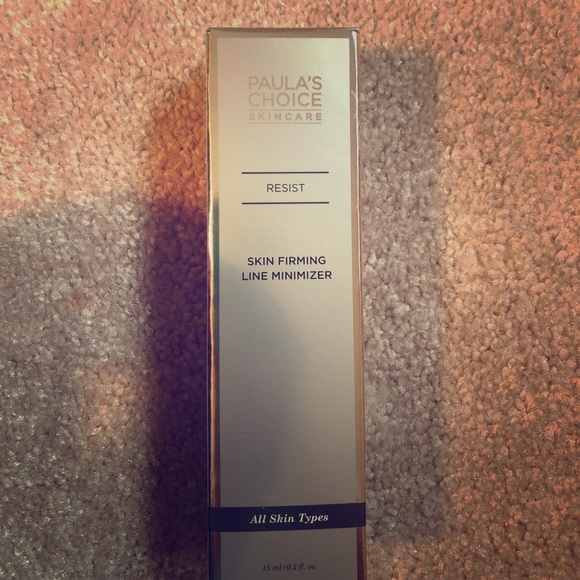 PAULA'S
CHOICE
SKINCARE
RESIST
SKIN FIRMING
LINE MINIMIZER
All Skin Types
15 ml/0.5 fl. oz.